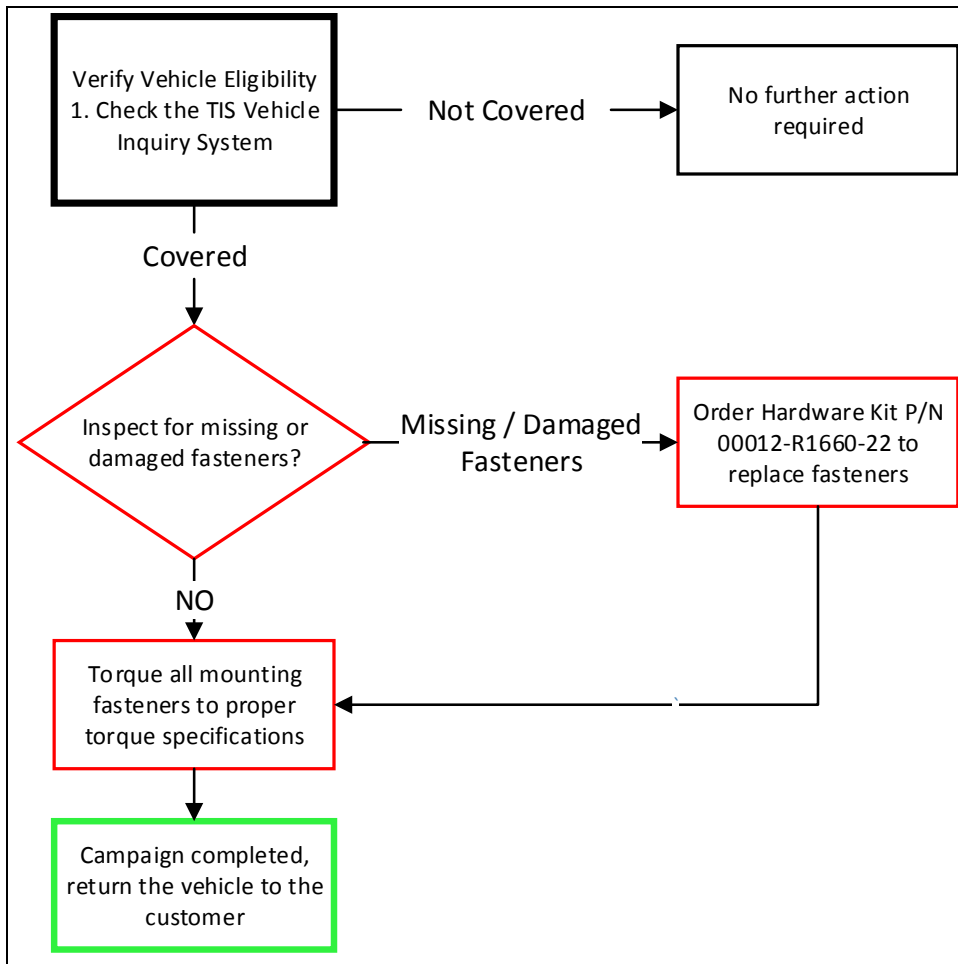 Verify Vehicle Eligibility
1. Check the TIS Vehicle
Inquiry System
Not Covered
No further action
required
Covered
Inspect for missing or
damaged fasteners?
Missing / Damaged
Fasteners
Order Hardware Kit P/N
00012-R1660-22 to
replace fasteners
NO
Torque all mounting
fasteners to proper
torque specifications
Campaign completed,
return the vehicle to the
customer